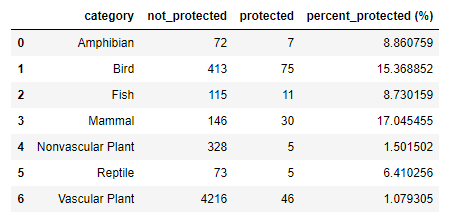 category not_protected protected percent_protected (%)
0 Amphibian 72 7 8.860759
1 Bird 413 75 15.368852
2 Fish 115 11 8.730159
3 Mammal 146 30 17.045455
4 Nonvascular Plant 328 5 1.501502
5 Reptile 73 5 6.410256
6 Vascular Plant 4216 46 1.079305